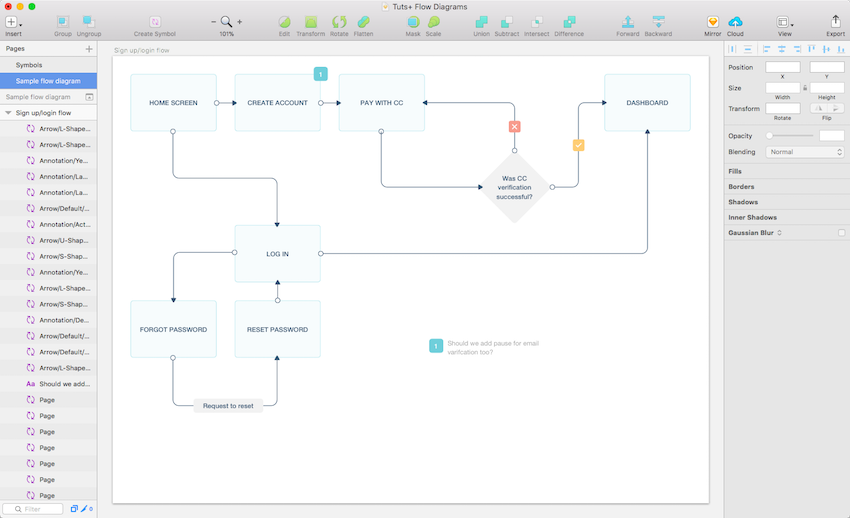 Tuts+ Flow Diagrams
Insert
Group
Ungroup
Create Symbol
101%
Edit
Transform
Rotate
Flatten
Mask
Scale
Union
Subtract
Intersect
Difference
Forward
Backward
Mirror
Cloud
View
Export
Pages
Symbols
Sample flow diagram
Sample flow diagram
Sign up/login flow
Arrow/L-Shape...
Arrow/L-Shape...
Annotation/Ye...
Annotation/La...
Annotation/La...
Arrow/Default/...
Annotation/Act...
Arrow/U-Shap...
Arrow/S-Shap...
Annotation/Ye...
Arrow/L-Shape...
Arrow/S-Shap...
Annotation/De...
Arrow/Default/...
Arrow/Default/...
Arrow/L-Shape...
Aa Should we add...
Page
Page
Page
Page
Page
Page
Page
Filter
0
Sign up/login flow
1
HOME SCREEN
CREATE ACCOUNT
PAY WITH CC
DASHBOARD
Was CC
verification
successful?
LOG IN
FORGOT PASSWORD
RESET PASSWORD
Request to reset
1
Should we add pause for email
varifcation too?
Position
X
Y
Size
Width
Height
Transform
Rotate
Flip
Opacity
Blending
Normal
Fills
Borders
Shadows
Inner Shadows
Gaussian Blur